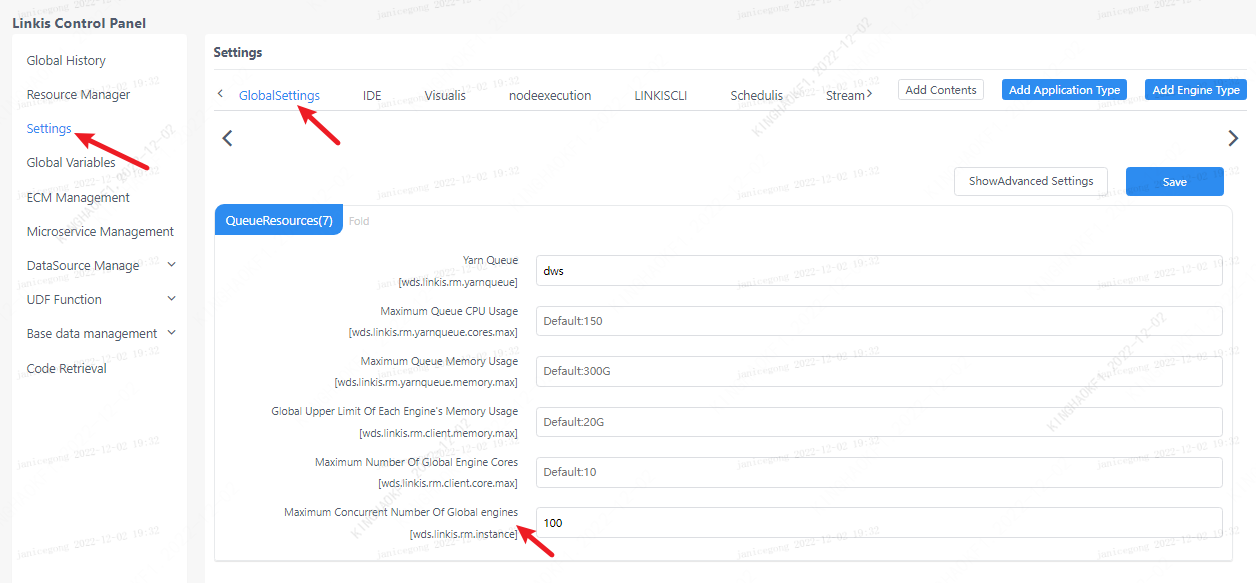 Linkis Control Panel
Global History
Resource Manager
Settings
Global Variables
ECM Management
Microservice Management
DataSource Manage
UDF Function
Base data management
Code Retrieval
Settings
GlobalSettings IDE Visualis nodeexecution LINKISCLI Schedulis Stream Add Contents Add Application Type Add Engine Type
ShowAdvanced Settings Save
QueueResources(7) Fold
Yarn Queue
[wds.linkis.rm.yarnqueue]
dws
Maximum Queue CPU Usage
[wds.linkis.rm.yarnqueue.cores.max]
Default:150
Maximum Queue Memory Usage
[wds.linkis.rm.yarnqueue.memory.max]
Default:300G
Global Upper Limit Of Each Engine's Memory Usage
[wds.linkis.rm.client.memory.max]
Default:20G
Maximum Number Of Global Engine Cores
[wds.linkis.rm.client.core.max]
Default:10
Maximum Concurrent Number Of Global engines
[wds.linkis.rm.instance]
100
janicegong 2022-12-02 19:32
KINGHAOKF1, 2022-12-02